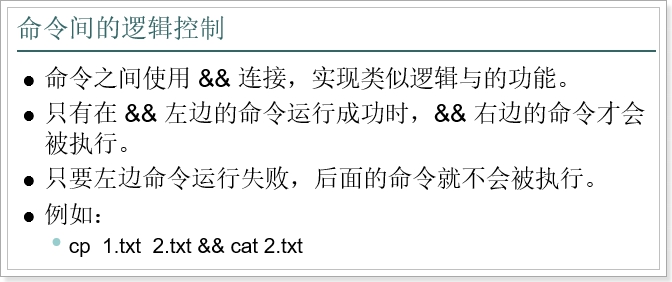 命令间的逻辑控制
命令之间使用 && 连接，实现类似逻辑与的功能。
只有在 && 左边的命令运行成功时，&& 右边的命令才会
被执行。
只要左边命令运行失败，后面的命令就不会被执行。
例如：
cp  1.txt  2.txt && cat 2.txt